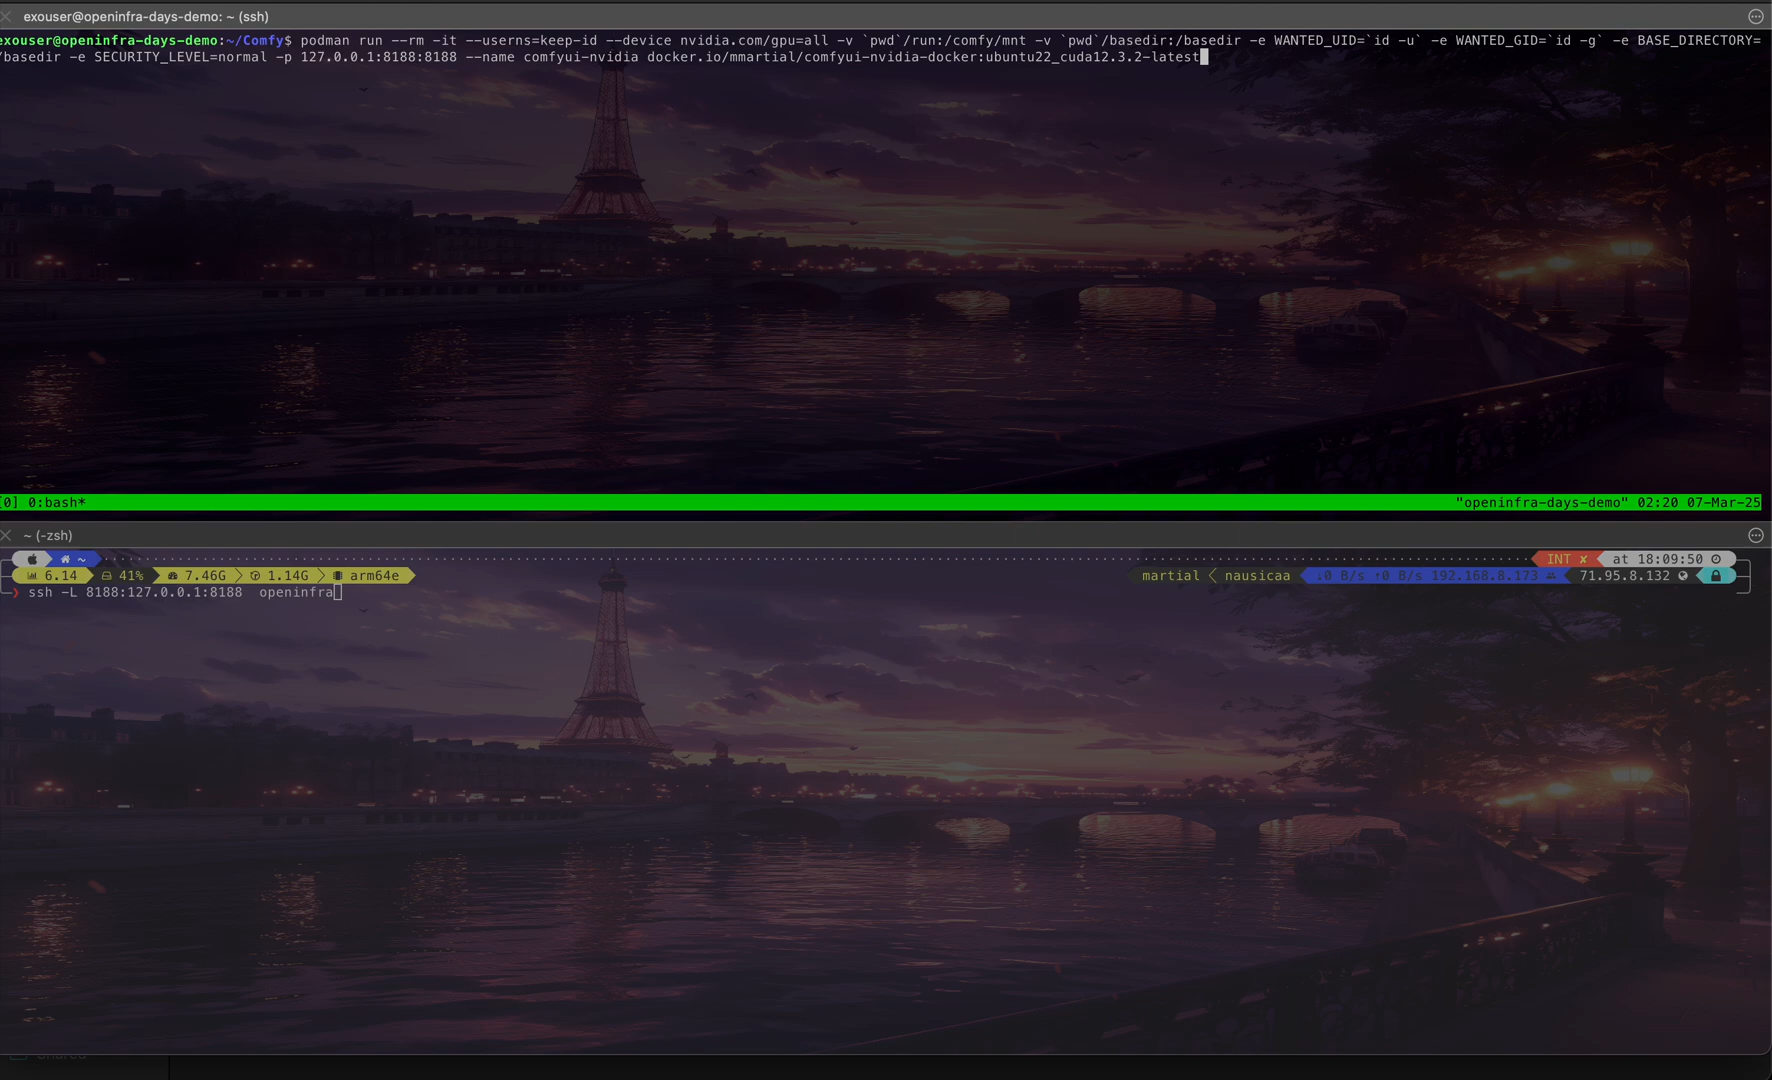 exouser@openinfra-days-demo: ~ (ssh)
exouser@openinfra-days-demo:~/Comfy$ podman run --rm -it --userns=keep-id --device nvidia.com/gpu=all -v `pwd`/run:/comfy/mnt -v `pwd`/basedir:/basedir -e WANTED_UID=`id -u` -e WANTED_GID=`id -g` -e BASE_DIRECTORY=
/basedir -e SECURITY_LEVEL=normal -p 127.0.0.1:8188:8188 --name comfyui-nvidia docker.io/mmartial/comfyui-nvidia-docker:ubuntu22_cuda12.3.2-latest
[0] 0:bash* "openinfra-days-demo" 02:20 07-Mar-25
~ (-zsh)
~ INT ✘ at 18:09:50
6.14 41% 7.46G 1.14G arm64e martial nausicaa ↓0 B/s ↑0 B/s 192.168.8.173 71.95.8.132
❯ ssh -L 8188:127.0.0.1:8188  openinfra
Shared